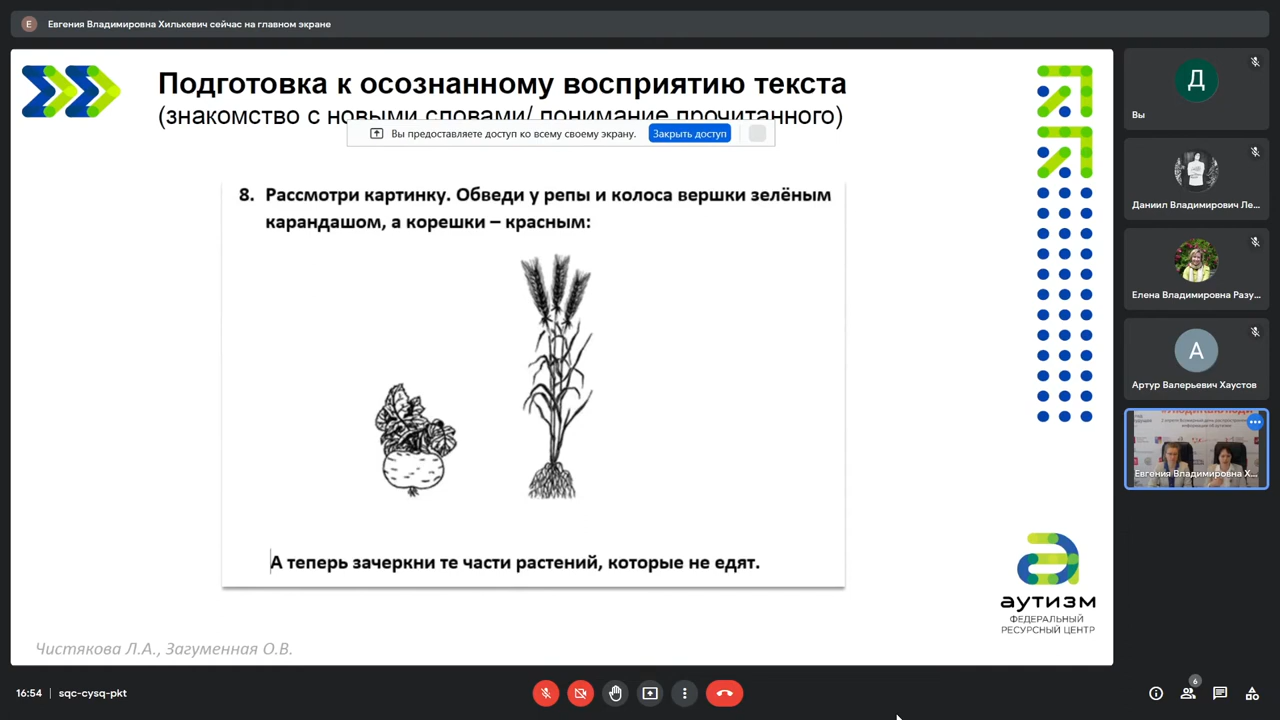 Е Евгения Владимировна Хилькевич сейчас на главном экране
Подготовка к осознанному восприятию текста
(знакомство с новыми словами/ понимание прочитанного)
Вы предоставляете доступ ко всему своему экрану. Закрыть доступ
8. Рассмотри картинку. Обведи у репы и колоса вершки зелёным
карандашом, а корешки – красным:
А теперь зачеркни те части растений, которые не едят.
аутизм
ФЕДЕРАЛЬНЫЙ
РЕСУРСНЫЙ ЦЕНТР
Чистякова Л.А., Загуменная О.В.
Д
Вы
Даниил Владимирович Ле...
Елена Владимировна Разу...
А
Артур Валерьевич Хаустов
Евгения Владимировна Х...
16:54 | sqc-cysq-pkt
6